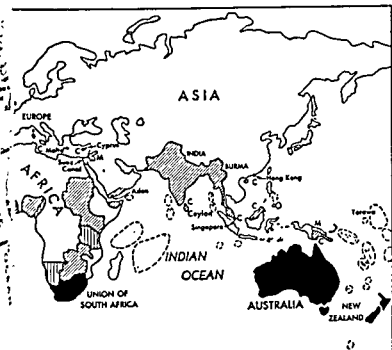 ASIA
EUROPE
Malta
C
Cyprus
C
M
Suez
Canal
AFRICA
Aden
C
INDIA
BURMA
Hong Kong
C
C
Ceylon
Singapore
C
C
C
M
C
Tarawa
INDIAN
OCEAN
UNION OF
SOUTH AFRICA
AUSTRALIA
NEW
ZEALAND